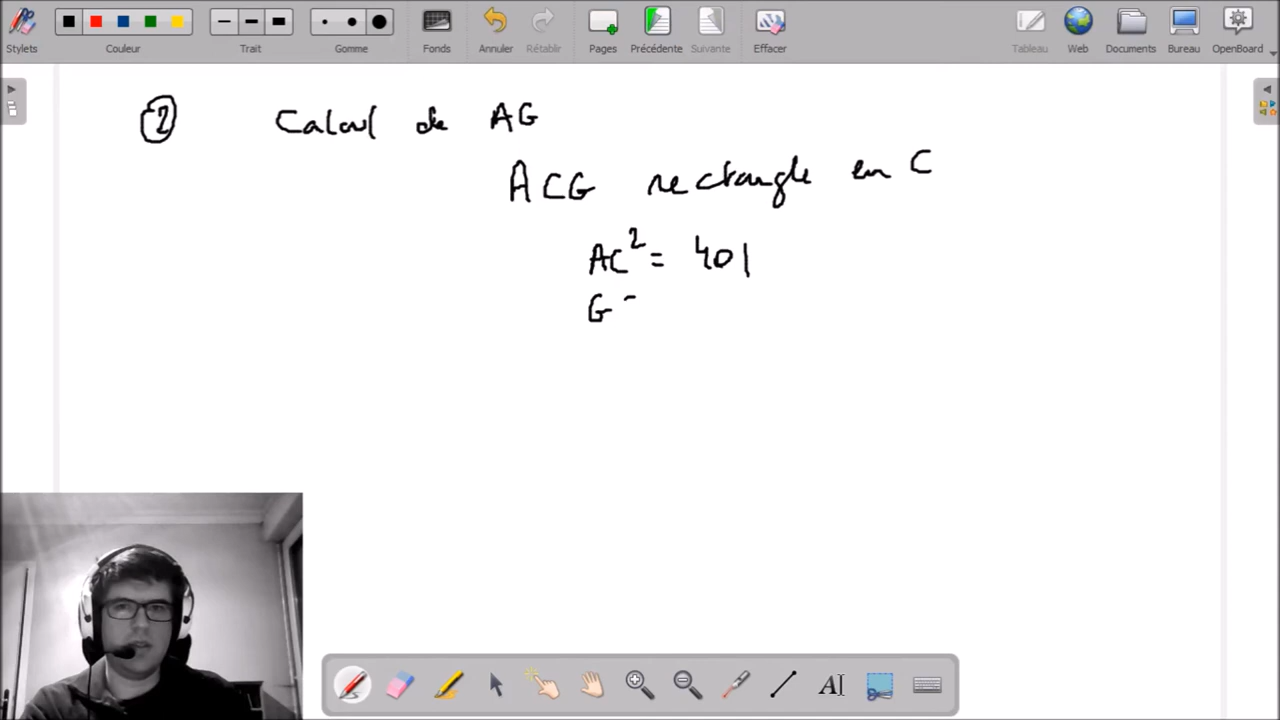 Stylets Couleur Trait Gomme Fonds Annuler Rétablir Pages Précédente Suivante Effacer Tableau Web Documents Bureau OpenBoard
② Calcul de AG
ACG rectangle en C
AC² = 401
G -
AI